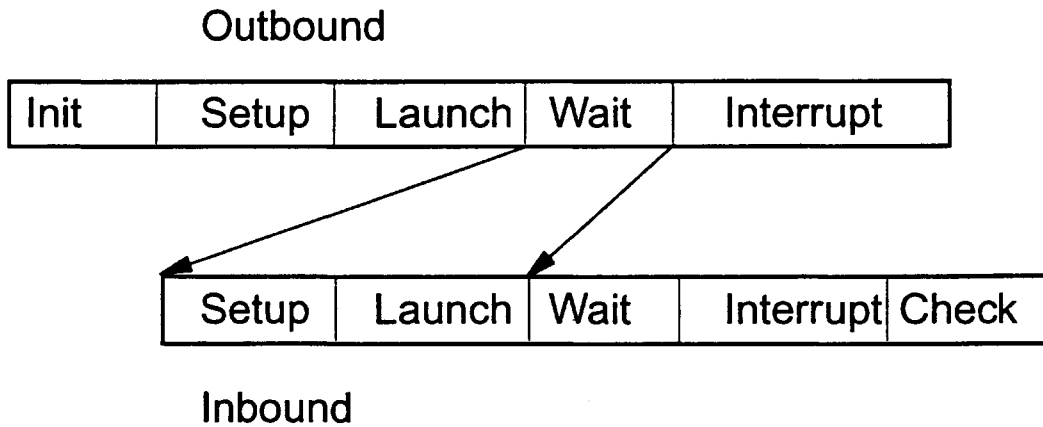 Outbound
Init Setup Launch Wait Interrupt
Setup Launch Wait Interrupt Check
Inbound